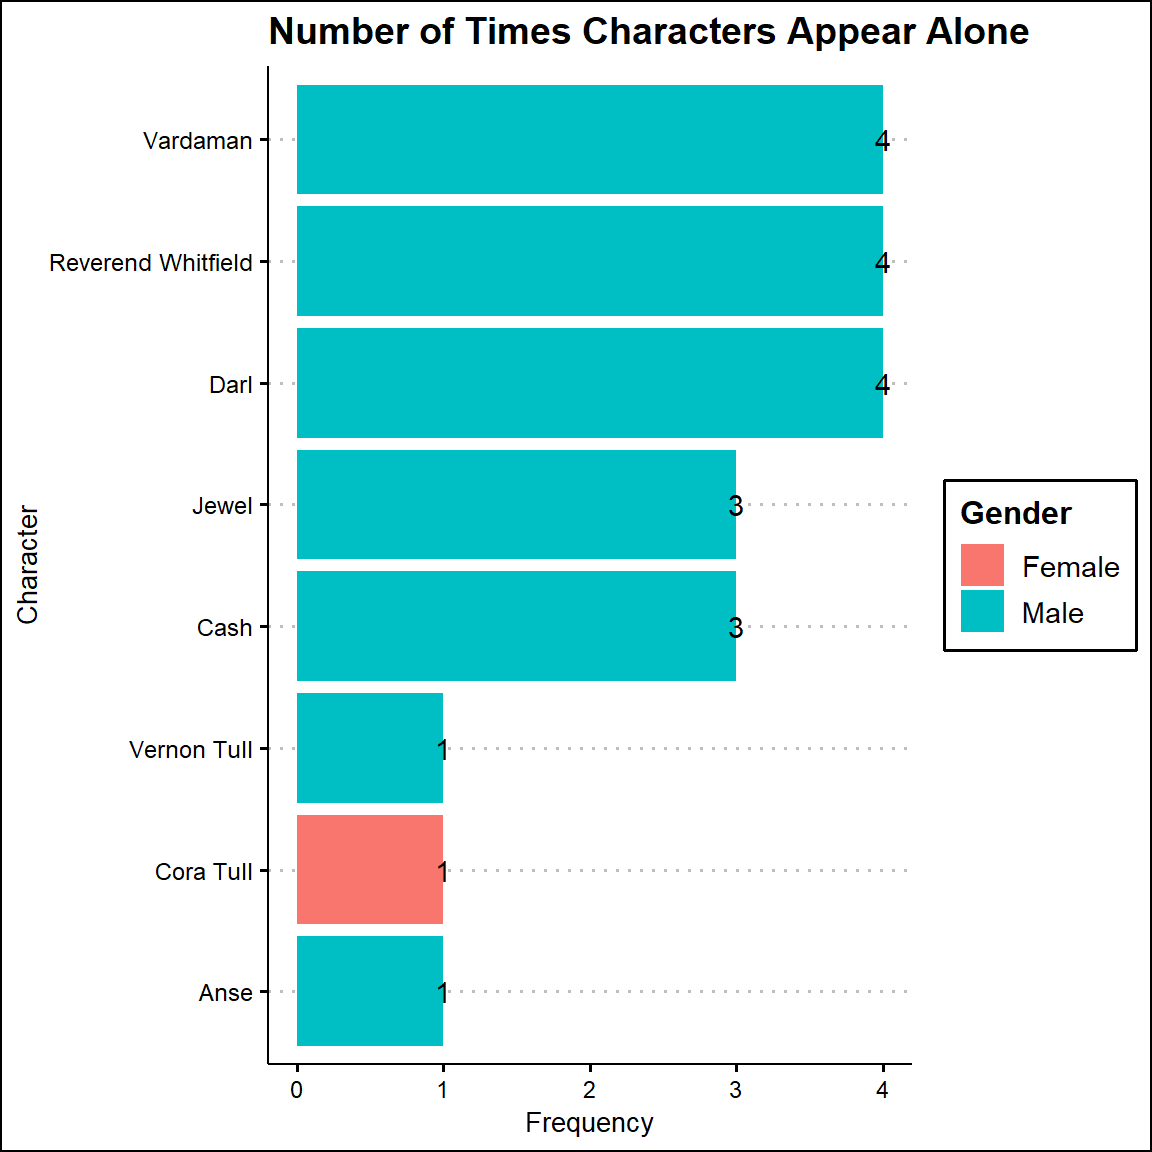 Number of Times Characters Appear Alone
Character
Vardaman 4
Reverend Whitfield 4
Darl 4
Jewel 3
Cash 3
Vernon Tull 1
Cora Tull 1
Anse 1
0 1 2 3 4
Frequency
Gender
Female
Male